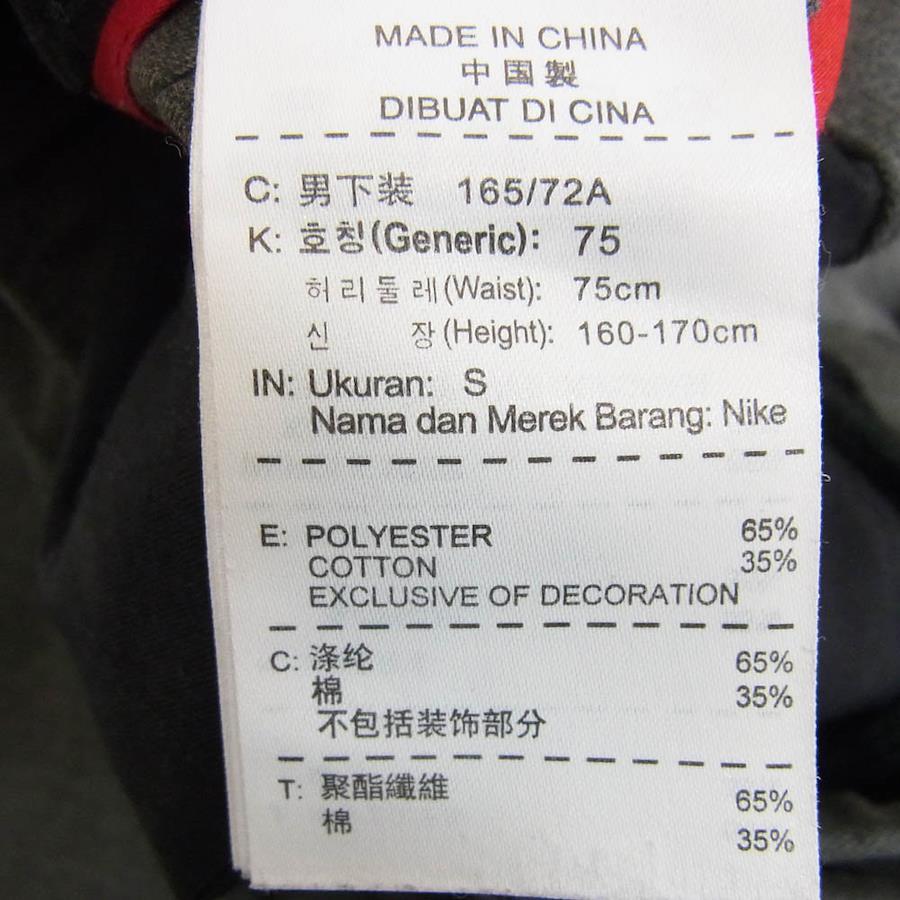 MADE IN CHINA
中国製
DIBUAT DI CINA
C: 男下装 165/72A
K: 호칭(Generic): 75
허리둘레(Waist): 75cm
신 장(Height): 160-170cm
IN: Ukuran: S
Nama dan Merek Barang: Nike
E: POLYESTER 65%
COTTON 35%
EXCLUSIVE OF DECORATION
C: 涤纶 65%
棉 35%
不包括装饰部分
T: 聚酯纖維 65%
棉 35%